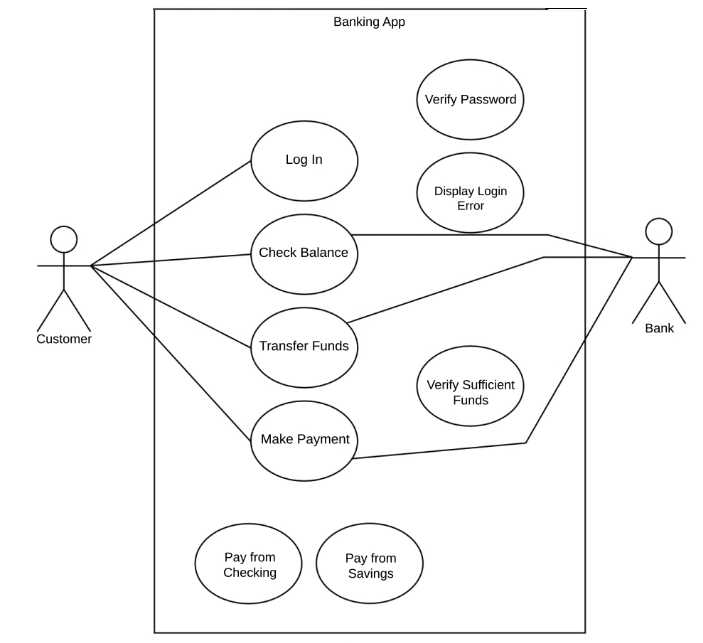 Banking App
Verify Password
Log In
Display Login
Error
Check Balance
Customer
Bank
Transfer Funds
Verify Sufficient
Funds
Make Payment
Pay from
Checking
Pay from
Savings